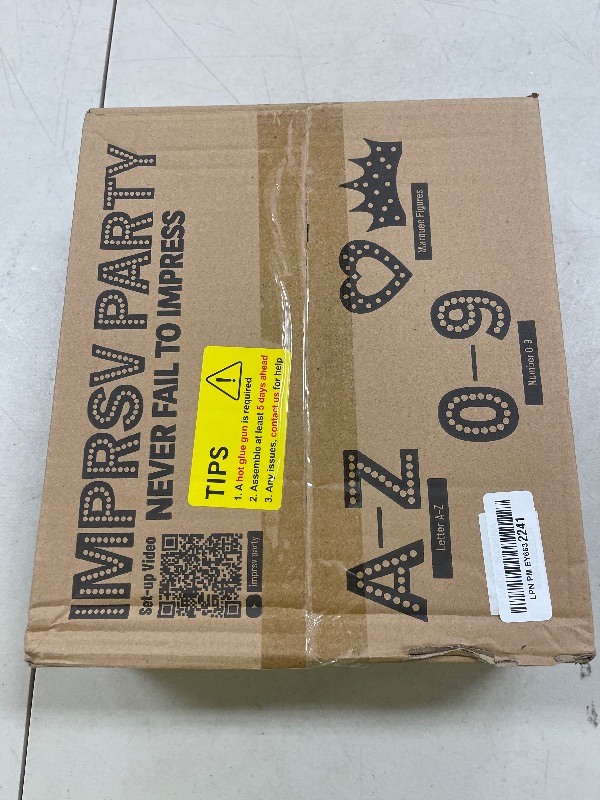 IMPRSV PARTY
NEVER FAIL TO IMPRESS
Set-up Video
imprsv party
TIPS
1. A hot glue gun is required
2. Assemble at least 5 days ahead
3. Any issues, contact us for help
A-Z
Letter A-Z
0-9
Number 0-9
Marquee Figures
LPN PM EY663 2241